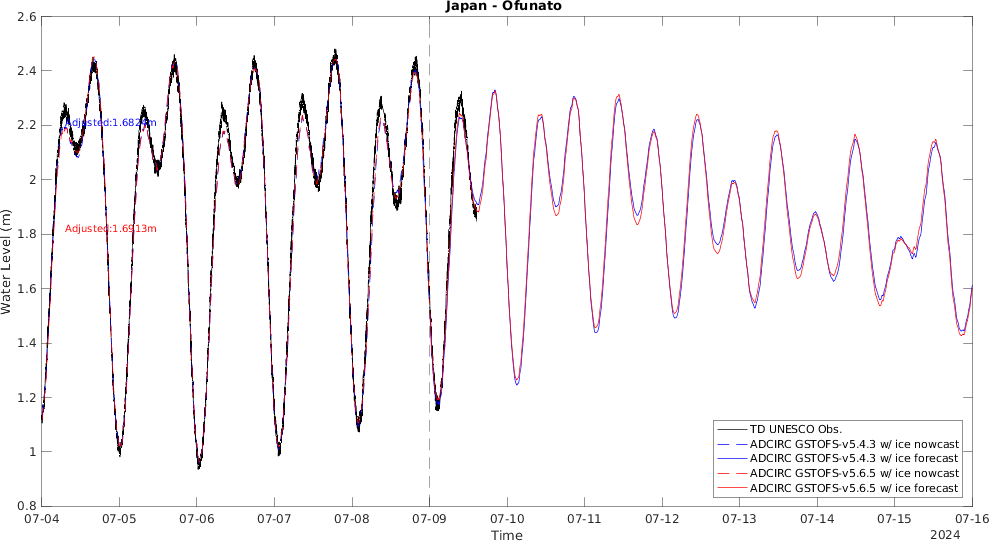 Japan - Ofunato
2.6
2.4
2.2
2
1.8
1.6
1.4
1.2
1
0.8
Water Level (m)
Adjusted:1.6913m
TD UNESCO Obs.
ADCIRC GSTOFS-v5.4.3 w/ ice nowcast
ADCIRC GSTOFS-v5.4.3 w/ ice forecast
ADCIRC GSTOFS-v5.6.5 w/ ice nowcast
ADCIRC GSTOFS-v5.6.5 w/ ice forecast
07-04 07-05 07-06 07-07 07-08 07-09 07-10 07-11 07-12 07-13 07-14 07-15 07-16
Time
2024